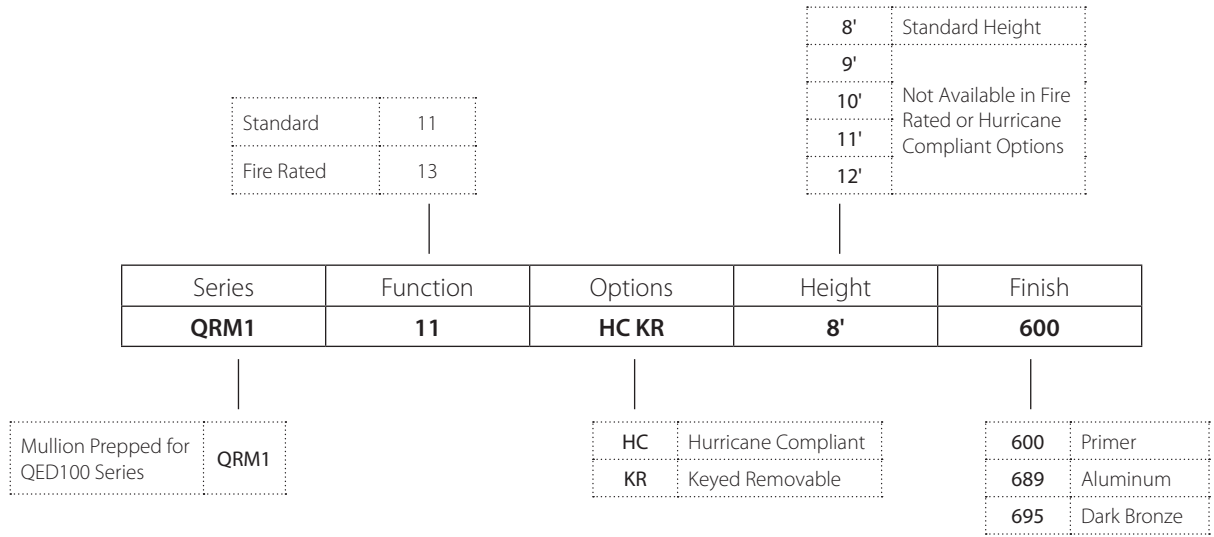 8' Standard Height
9'
10'
11'
12'
Not Available in Fire
Rated or Hurricane
Compliant Options
Standard 11
Fire Rated 13
Series Function Options Height Finish
QRM1 11 HC KR 8' 600
Mullion Prepped for
QED100 Series
QRM1
HC Hurricane Compliant
KR Keyed Removable
600 Primer
689 Aluminum
695 Dark Bronze